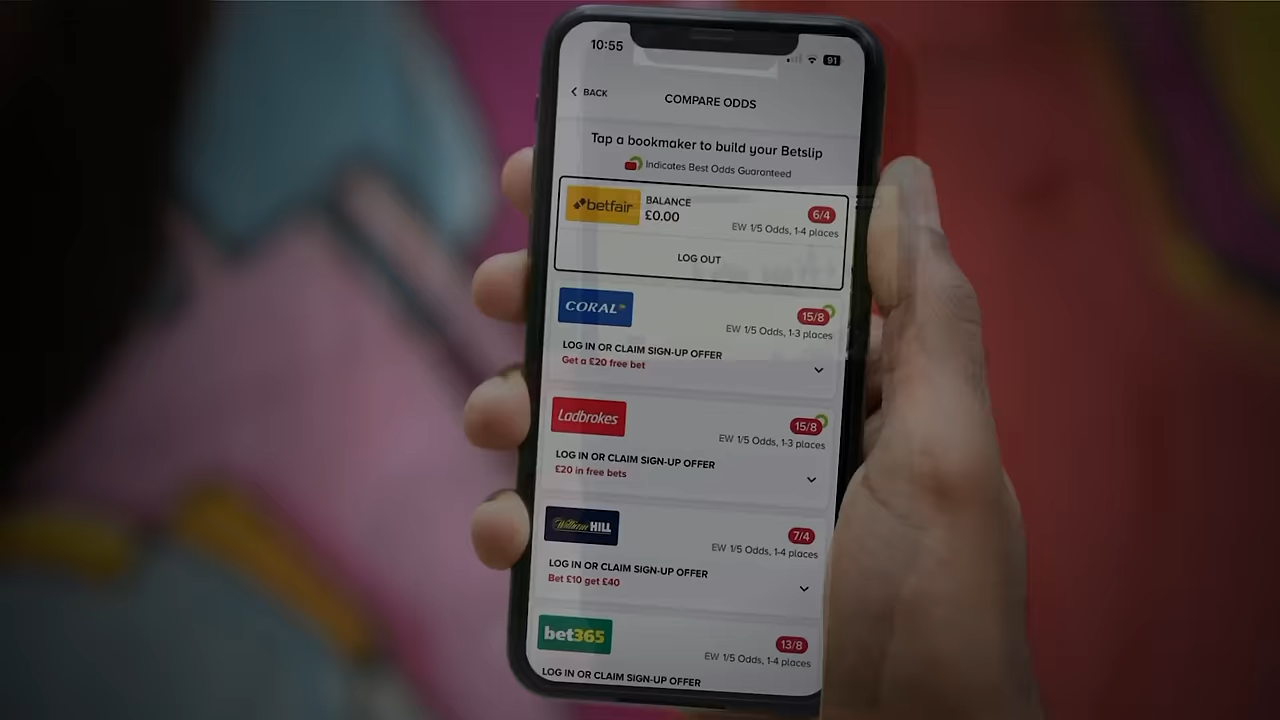 10:55
91
BACK
COMPARE ODDS
Tap a bookmaker to build your Betslip
Indicates Best Odds Guaranteed
betfair
BALANCE
£0.00
6/4
EW 1/5 Odds, 1-4 places
LOG OUT
CORAL
15/8
EW 1/5 Odds, 1-3 places
LOG IN OR CLAIM SIGN-UP OFFER
Get a £20 free bet
Ladbrokes
15/8
EW 1/5 Odds, 1-3 places
LOG IN OR CLAIM SIGN-UP OFFER
£20 in free bets
William HILL
7/4
EW 1/5 Odds, 1-4 places
LOG IN OR CLAIM SIGN-UP OFFER
Bet £10 get £40
bet365
13/8
EW 1/5 Odds, 1-4 places
LOG IN OR CLAIM SIGN-UP OFFER